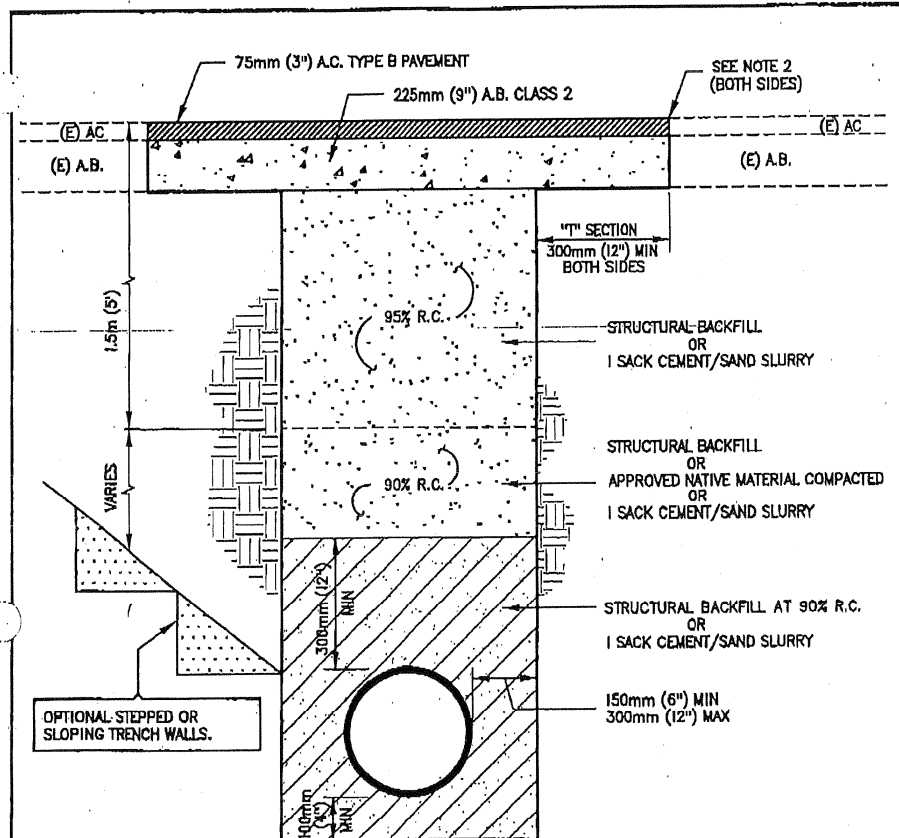 75mm (3") A.C. TYPE B PAVEMENT
SEE NOTE 2
(BOTH SIDES)
225mm (9") A.B. CLASS 2
(E) AC
(E) AC
(E) A.B.
(E) A.B.
"T" SECTION
300mm (12") MIN
BOTH SIDES
1.5m (5')
95% R.C.
STRUCTURAL BACKFILL
OR
1 SACK CEMENT/SAND SLURRY
VARIES
90% R.C.
STRUCTURAL BACKFILL
OR
APPROVED NATIVE MATERIAL COMPACTED
OR
1 SACK CEMENT/SAND SLURRY
300mm (12")
MIN
STRUCTURAL BACKFILL AT 90% R.C.
OR
1 SACK CEMENT/SAND SLURRY
150mm (6") MIN
300mm (12") MAX
OPTIONAL STEPPED OR
SLOPING TRENCH WALLS.
100mm
(4")
MIN